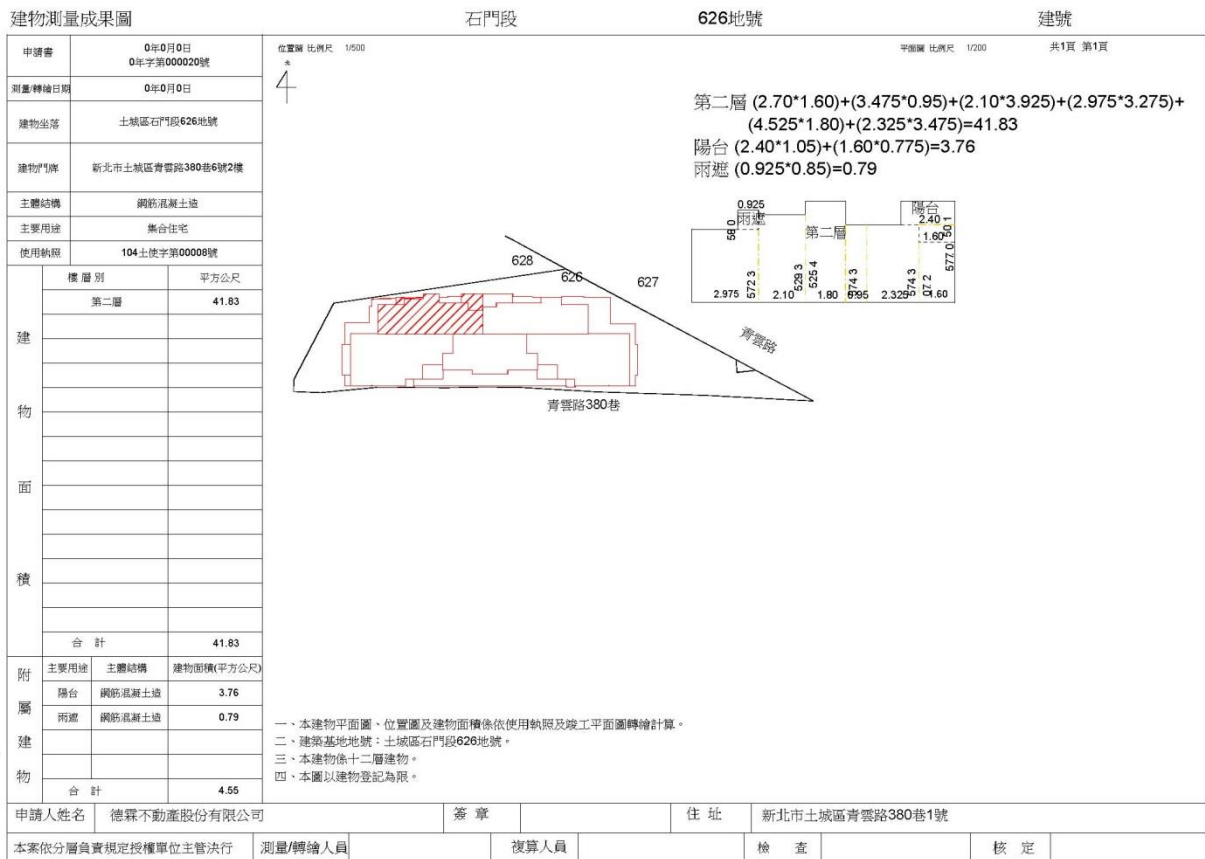 建物測量成果圖 石門段 626地號 建號
申請書 0年0月0日
0年字第000020號
測量/轉繪日期 0年0月0日
建物坐落 土城區石門段626地號
建物門牌 新北市土城區青雲路380巷6號2樓
主體結構 鋼筋混凝土造
主要用途 集合住宅
使用執照 104土使字第00008號
建物面積
樓層別 平方公尺
第二層 41.83
合計 41.83
附屬建物
主要用途 主體結構 建物面積(平方公尺)
陽台 鋼筋混凝土造 3.76
雨遮 鋼筋混凝土造 0.79
合計 4.55
位置圖 比例尺 1/500
平面圖 比例尺 1/200 共1頁 第1頁
第二層 (2.70*1.60)+(3.475*0.95)+(2.10*3.925)+(2.975*3.275)+
(4.525*1.80)+(2.325*3.475)=41.83
陽台 (2.40*1.05)+(1.60*0.775)=3.76
雨遮 (0.925*0.85)=0.79
0.925
雨遮
58.0
陽台
2.40
50.1
第二層
1.60
577.0
572.3
529.3
525.4
574.3
574.3
07.2
2.975 2.10 1.80 0.95 2.325 1.60
628
626
627
青雲路
青雲路380巷
一、本建物平面圖、位置圖及建物面積係依使用執照及竣工平面圖轉繪計算。
二、建築基地地號：土城區石門段626地號。
三、本建物係十二層建物。
四、本圖以建物登記為限。
申請人姓名 德霖不動產股份有限公司 簽章 住址 新北市土城區青雲路380巷1號
本案依分層負責規定授權單位主管決行 測量/轉繪人員 複算人員 檢查 核定